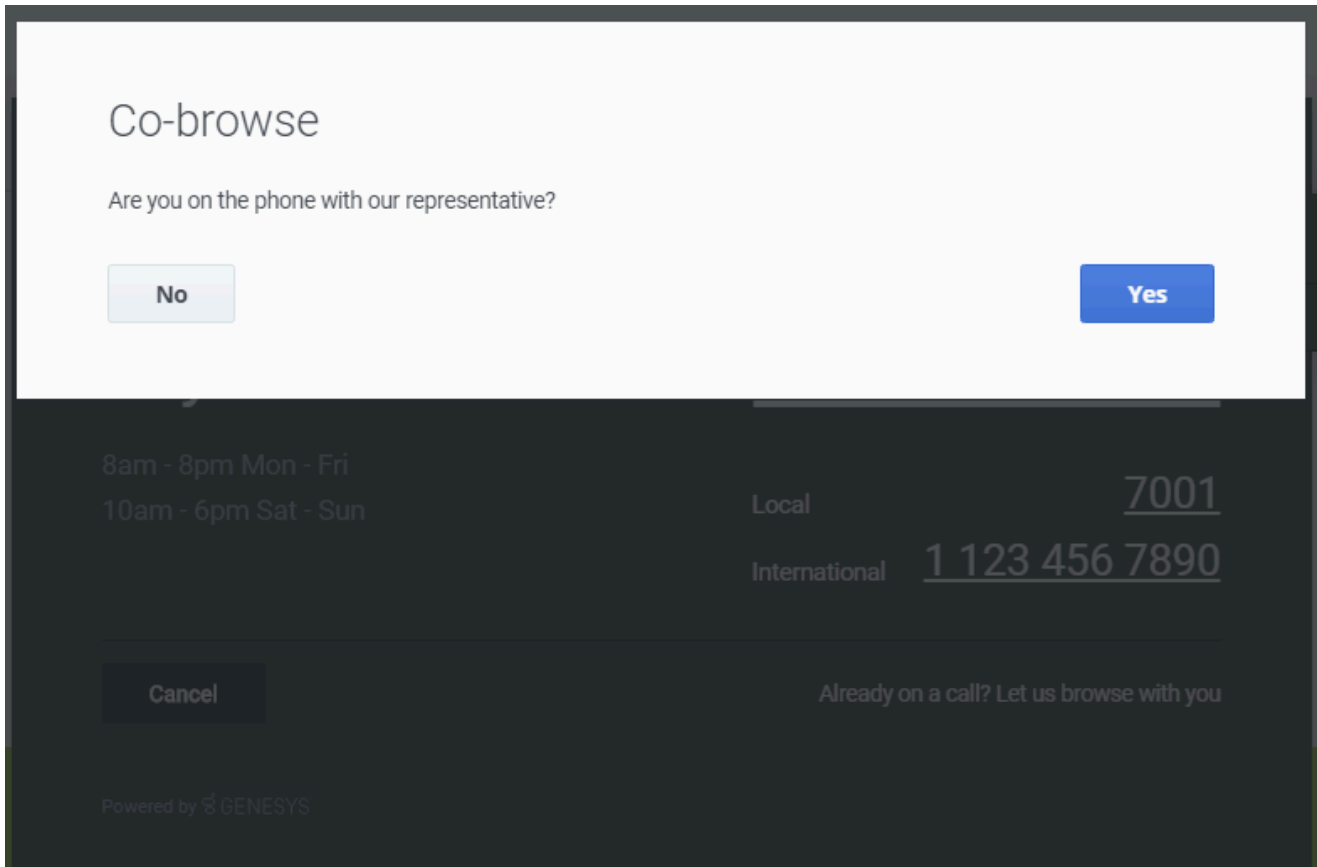 Co-browse
Are you on the phone with our representative?
No
Yes
8am - 8pm Mon - Fri
10am - 6pm Sat - Sun
Local 7001
International 1 123 456 7890
Cancel
Already on a call? Let us browse with you
Powered by GENESYS